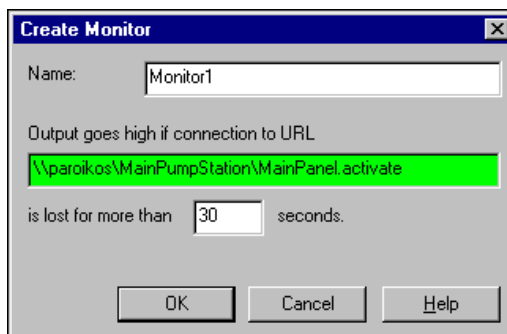 Create Monitor
Name: Monitor1
Output goes high if connection to URL
\\paroikos\MainPumpStation\MainPanel.activate
is lost for more than 30 seconds.
OK Cancel Help